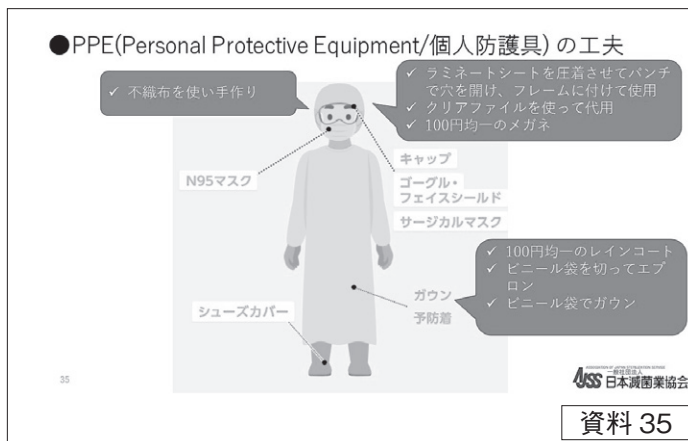 ●PPE(Personal Protective Equipment/個人防護具) の工夫
✓ 不織布を使い手作り
✓ ラミネートシートを圧着させてパンチ
で穴を開け、フレームに付けて使用
✓ クリアファイルを使って代用
✓ 100円均一のメガネ
N95マスク
キャップ
ゴーグル・
フェイスシールド
サージカルマスク
✓ 100円均一のレインコート
✓ ビニール袋を切ってエプ
ロン
✓ ビニール袋でガウン
ガウン
予防着
シューズカバー
35
ASSOCIATION OF JAPAN STERILIZATION SERVICE
一般社団法人
AJSS 日本滅菌業協会
資料 35